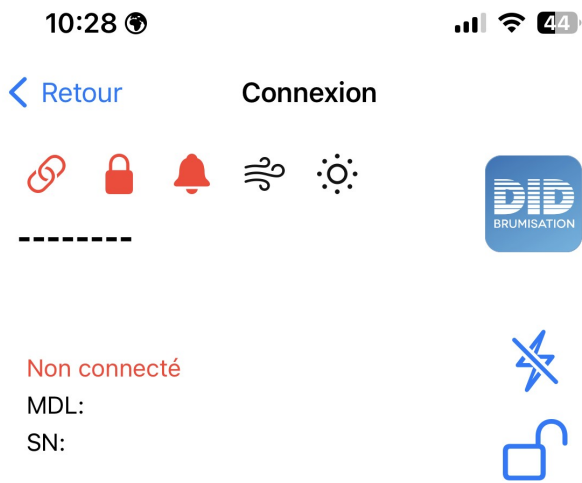 10:28
44
Retour
Connexion
DID
BRUMISATION
--------
Non connecté
MDL:
SN: